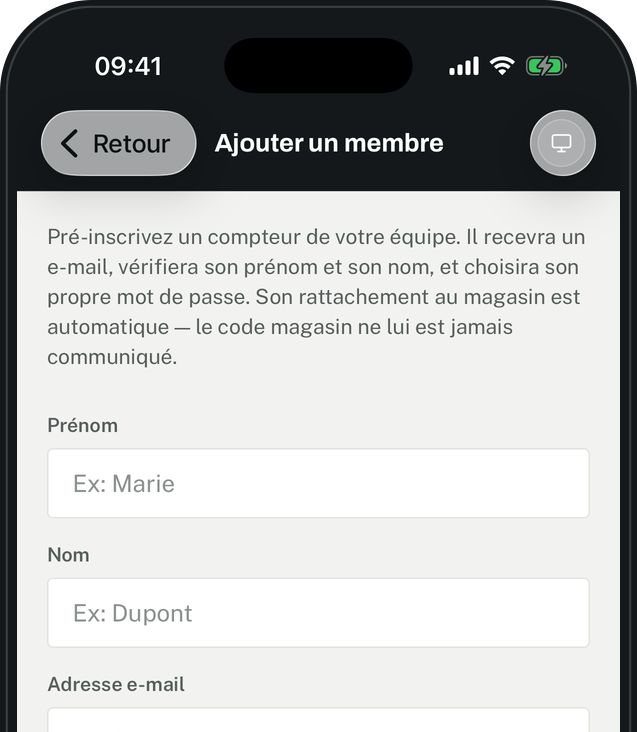 09:41
Retour
Ajouter un membre
Pré-inscrivez un compteur de votre équipe. Il recevra un
e-mail, vérifiera son prénom et son nom, et choisira son
propre mot de passe. Son rattachement au magasin est
automatique — le code magasin ne lui est jamais
communiqué.
Prénom
Ex: Marie
Nom
Ex: Dupont
Adresse e-mail